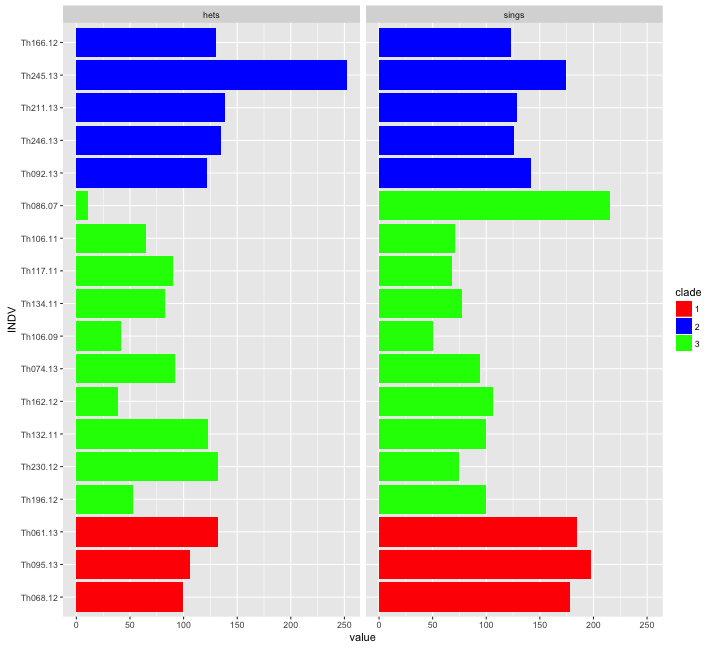 hets
sings
Th166.12
Th245.13
Th211.13
Th246.13
Th092.13
Th086.07
Th106.11
Th117.11
Th134.11
Th106.09
Th074.13
Th162.12
Th132.11
Th230.12
Th196.12
Th061.13
Th095.13
Th068.12
INDV
0 50 100 150 200 250
0 50 100 150 200 250
value
clade
1
2
3